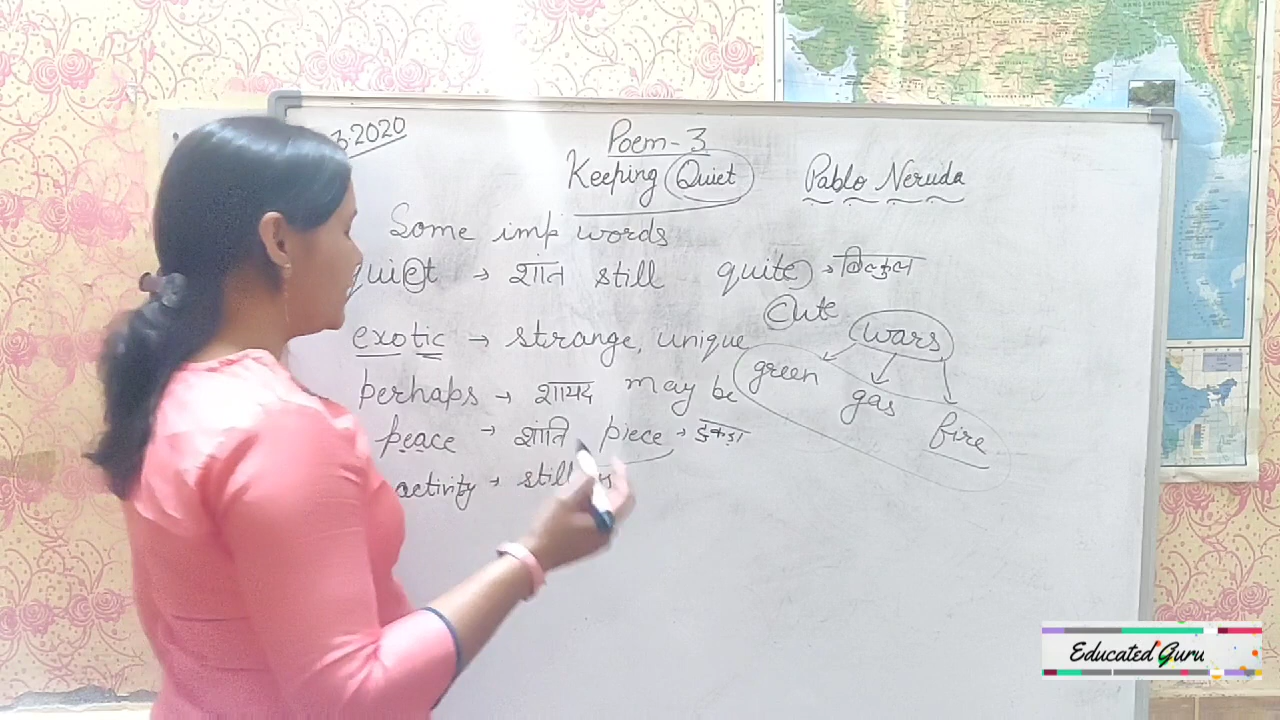 3.2020
Poem-3
Keeping Quiet
Pablo Neruda
Some imp words
quiet → शांत still quite → बिल्कुल
Cute
exotic → strange, unique
wars
green gas fire
perhaps → शायद may be
peace → शांति piece → टुकड़ा
activity → still
Educated Guru